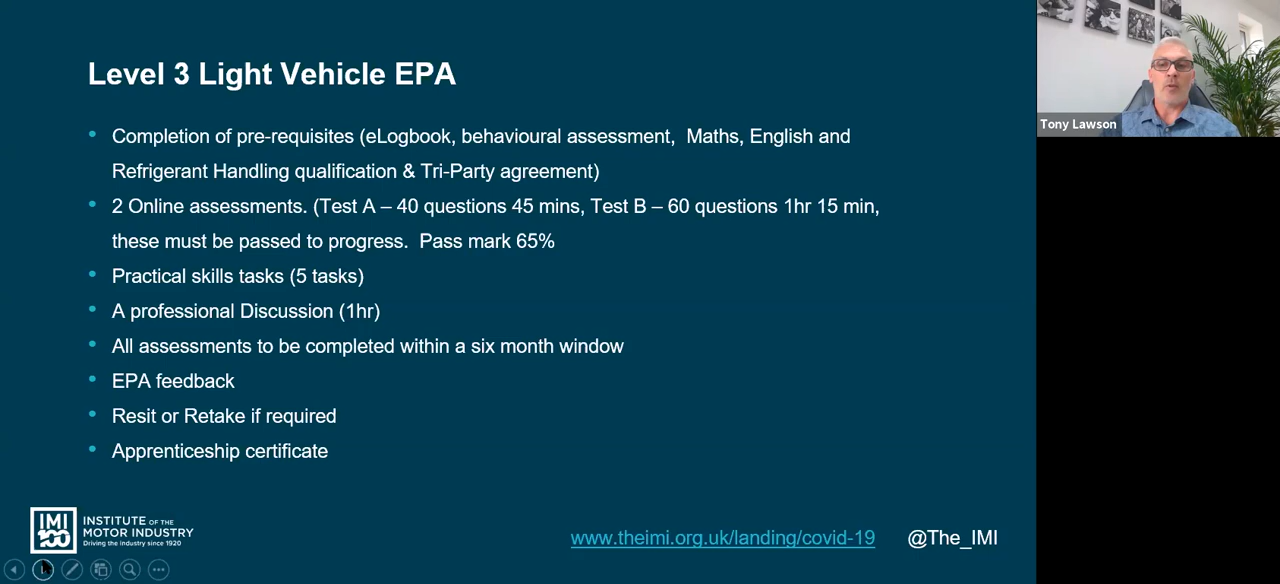 Level 3 Light Vehicle EPA
• Completion of pre-requisites (eLogbook, behavioural assessment, Maths, English and
Refrigerant Handling qualification & Tri-Party agreement)
• 2 Online assessments. (Test A – 40 questions 45 mins, Test B – 60 questions 1hr 15 min,
these must be passed to progress. Pass mark 65%
• Practical skills tasks (5 tasks)
• A professional Discussion (1hr)
• All assessments to be completed within a six month window
• EPA feedback
• Resit or Retake if required
• Apprenticeship certificate
IMI
100
INSTITUTE OF THE
MOTOR INDUSTRY
Driving the Industry since 1920
www.theimi.org.uk/landing/covid-19
@The_IMI
Tony Lawson